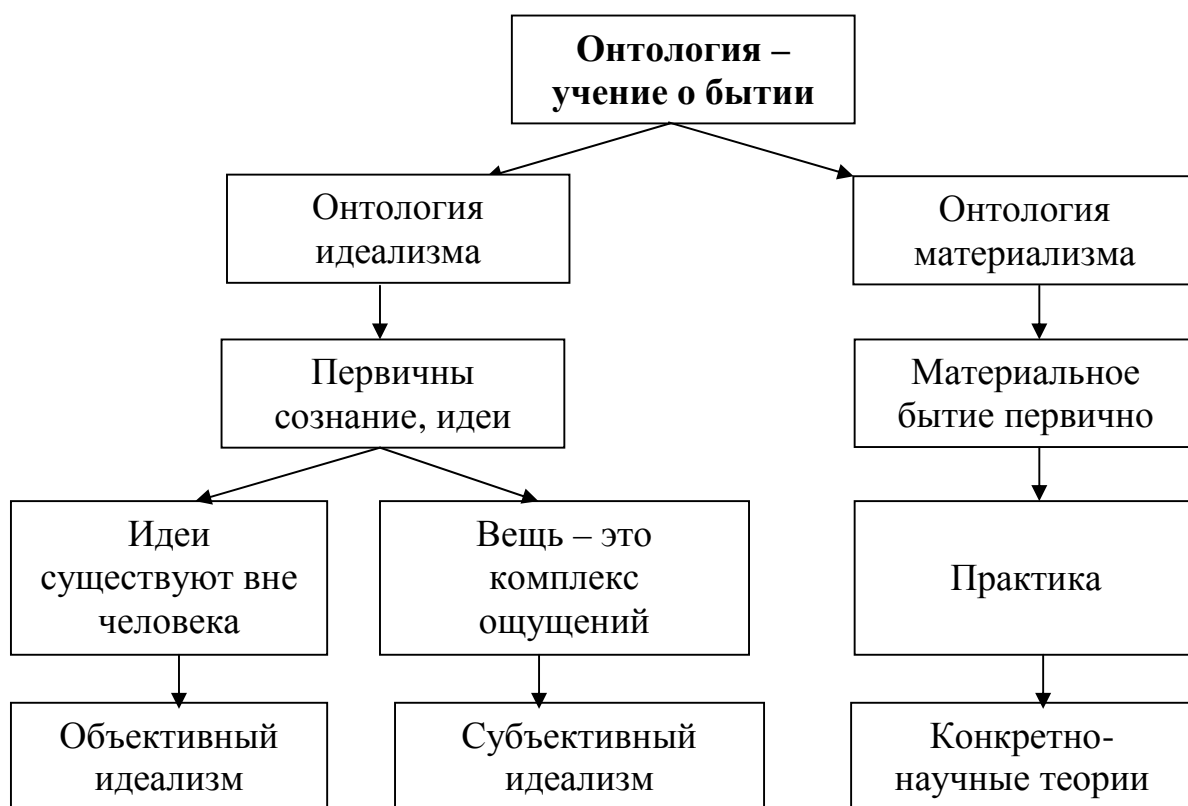 Онтология –
учение о бытии
Онтология
идеализма
Онтология
материализма
Первичны
сознание, идеи
Материальное
бытие первично
Идеи
существуют вне
человека
Вещь – это
комплекс
ощущений
Практика
Объективный
идеализм
Субъективный
идеализм
Конкретно-
научные теории